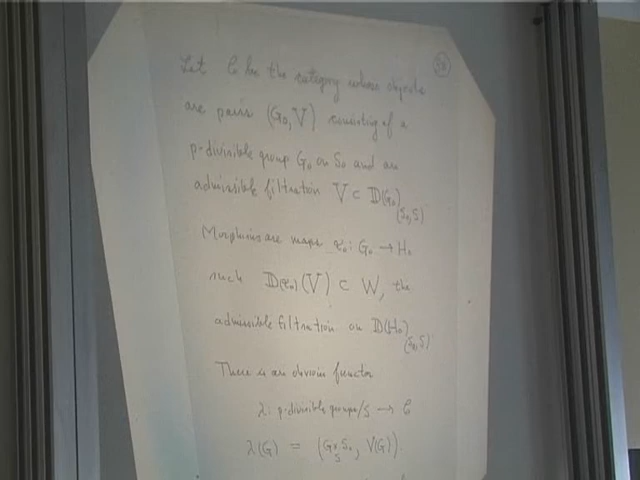 Let C be the category whose objects
are pairs (G₀, V) consisting of a
p-divisible group G₀ on S₀ and an
admissible filtration V ⊂ 𝔻(G₀)_(S₀,S)
Morphisms are maps : G₀ → H₀
such 𝔻( )(V) ⊂ W, the
admissible filtration on 𝔻(H₀)_(S₀,S)
There is an obvious functor
λ: p-divisible groups/S → C
λ(G) = (G ×_S S₀, V(G)).